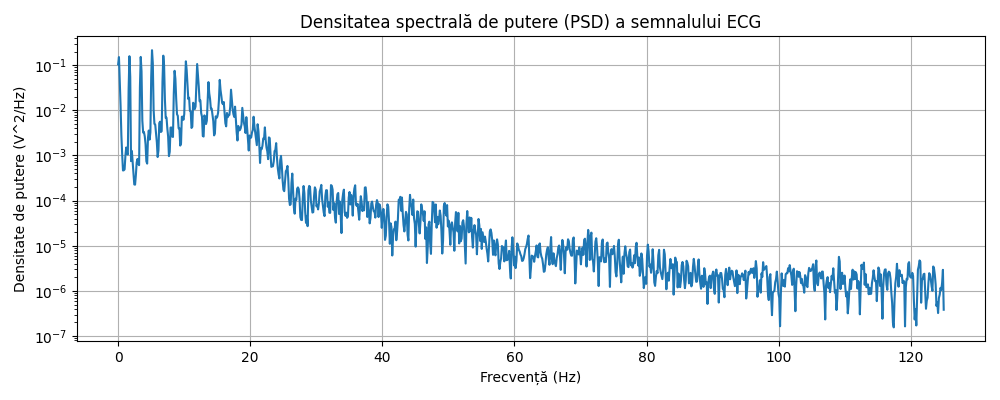 Densitatea spectrală de putere (PSD) a semnalului ECG
Densitate de putere (V^2/Hz)
10⁻¹
10⁻²
10⁻³
10⁻⁴
10⁻⁵
10⁻⁶
10⁻⁷
0 20 40 60 80 100 120
Frecvență (Hz)